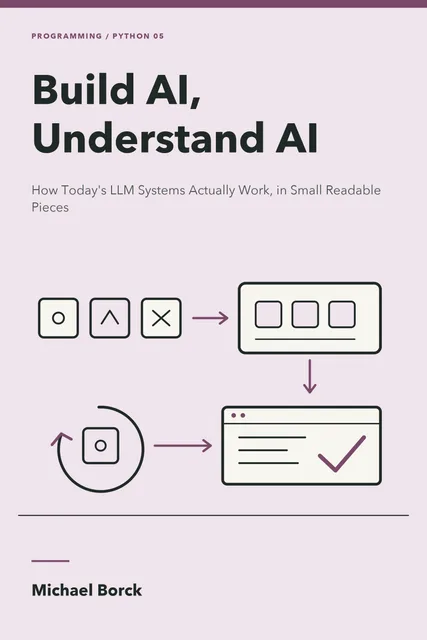 PROGRAMMING / PYTHON 05
Build AI,
Understand AI
How Today's LLM Systems Actually Work, in Small Readable
Pieces
Michael Borck